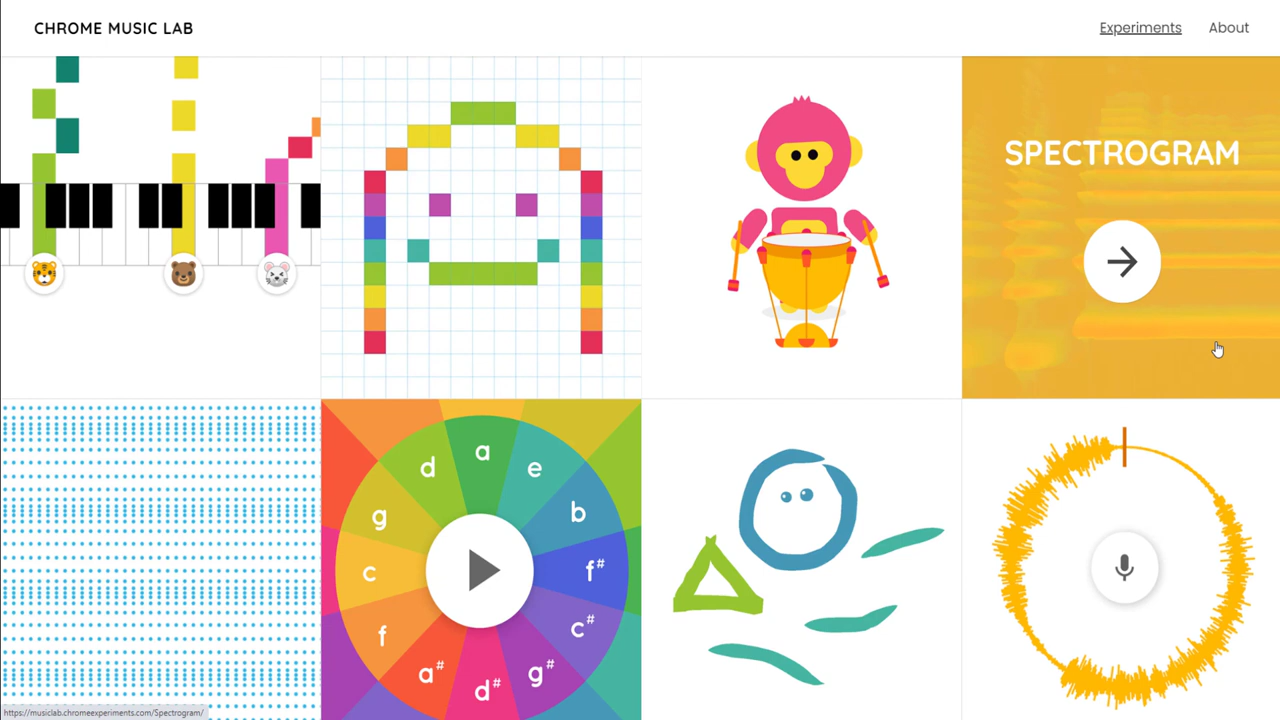 CHROME MUSIC LAB
Experiments
About
SPECTROGRAM
a
d
e
g
b
c
f#
f
c#
a#
g#
d#
https://musiclab.chromeexperiments.com/Spectrogram/